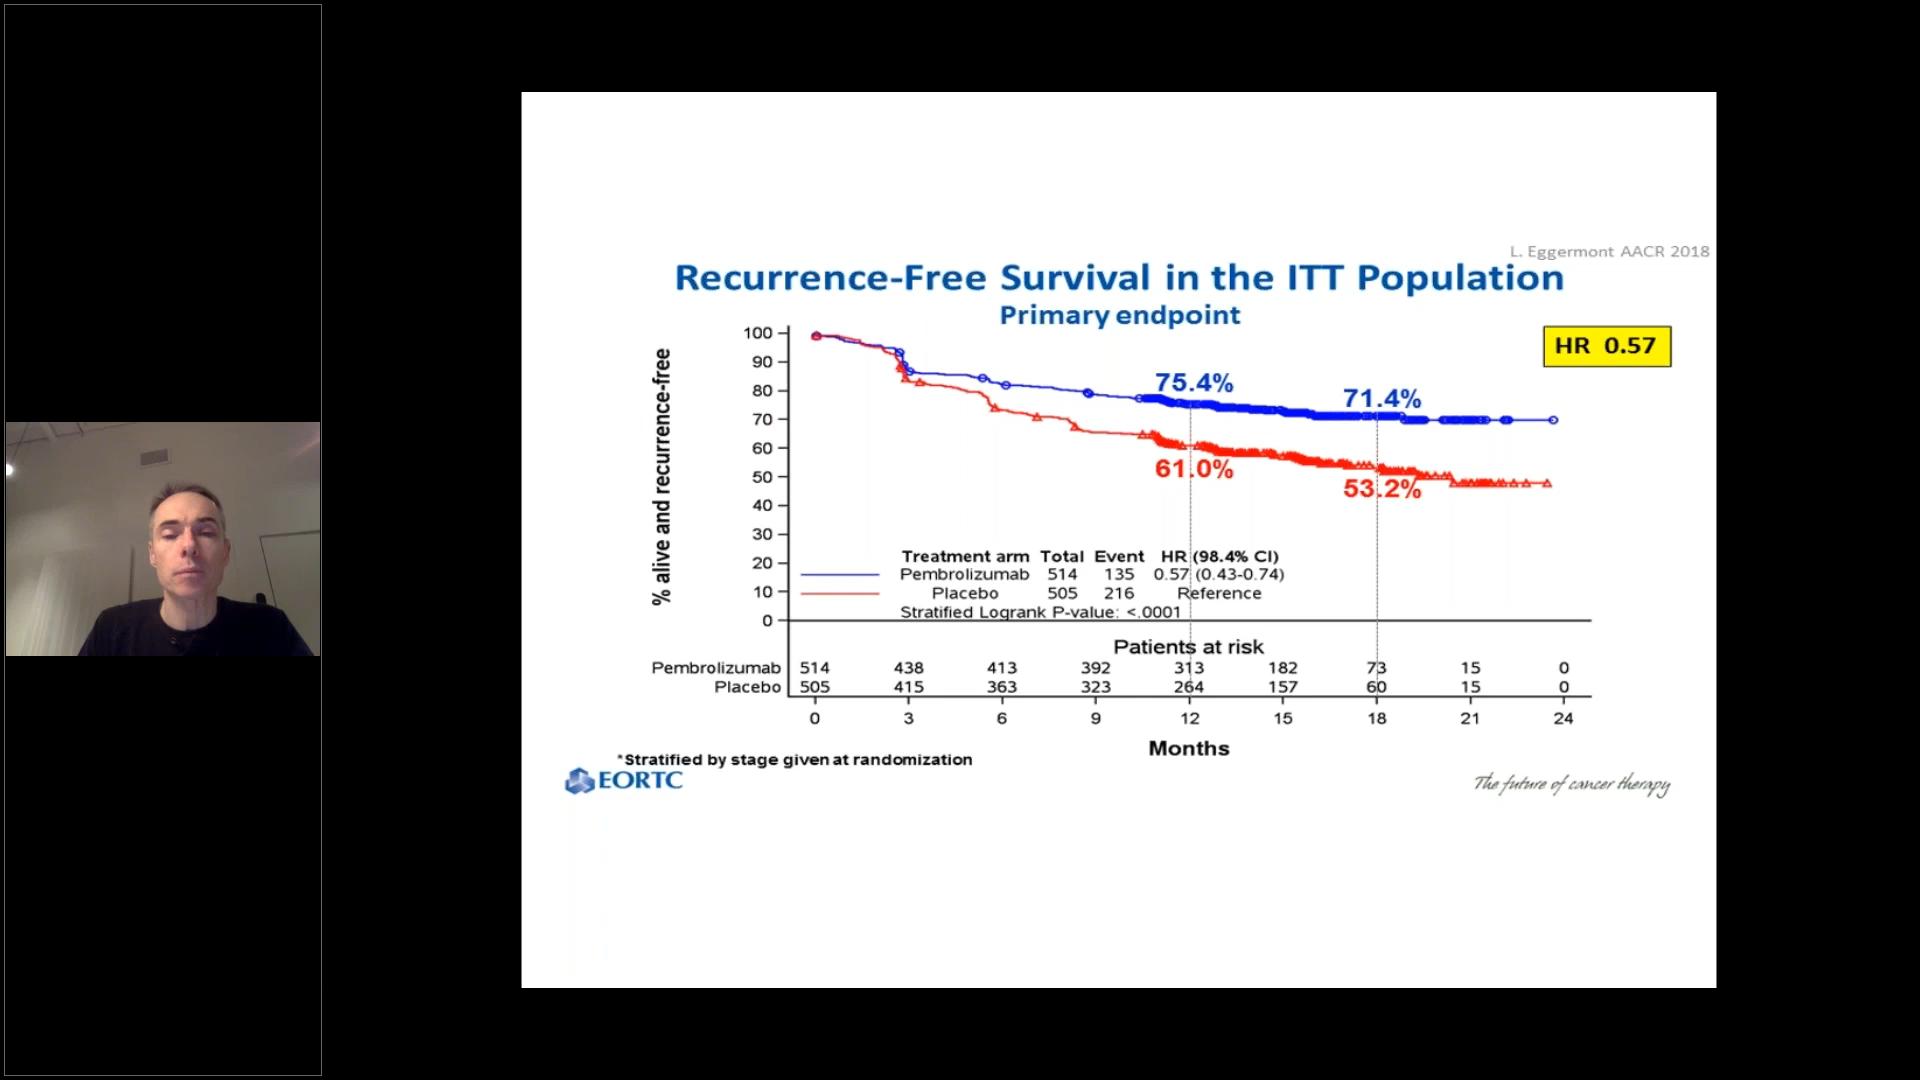 L. Eggermont AACR 2018
Recurrence-Free Survival in the ITT Population
Primary endpoint
HR 0.57
% alive and recurrence-free
100
90
80
70
60
50
40
30
20
10
0
75.4%
71.4%
61.0%
53.2%
Treatment arm Total Event HR (98.4% CI)
Pembrolizumab 514 135 0.57 (0.43-0.74)
Placebo 505 216 Reference
Stratified Logrank P-value: <.0001
Patients at risk
Pembrolizumab 514 438 413 392 313 182 73 15 0
Placebo 505 415 363 323 264 157 60 15 0
0 3 6 9 12 15 18 21 24
Months
*Stratified by stage given at randomization
EORTC
The future of cancer therapy